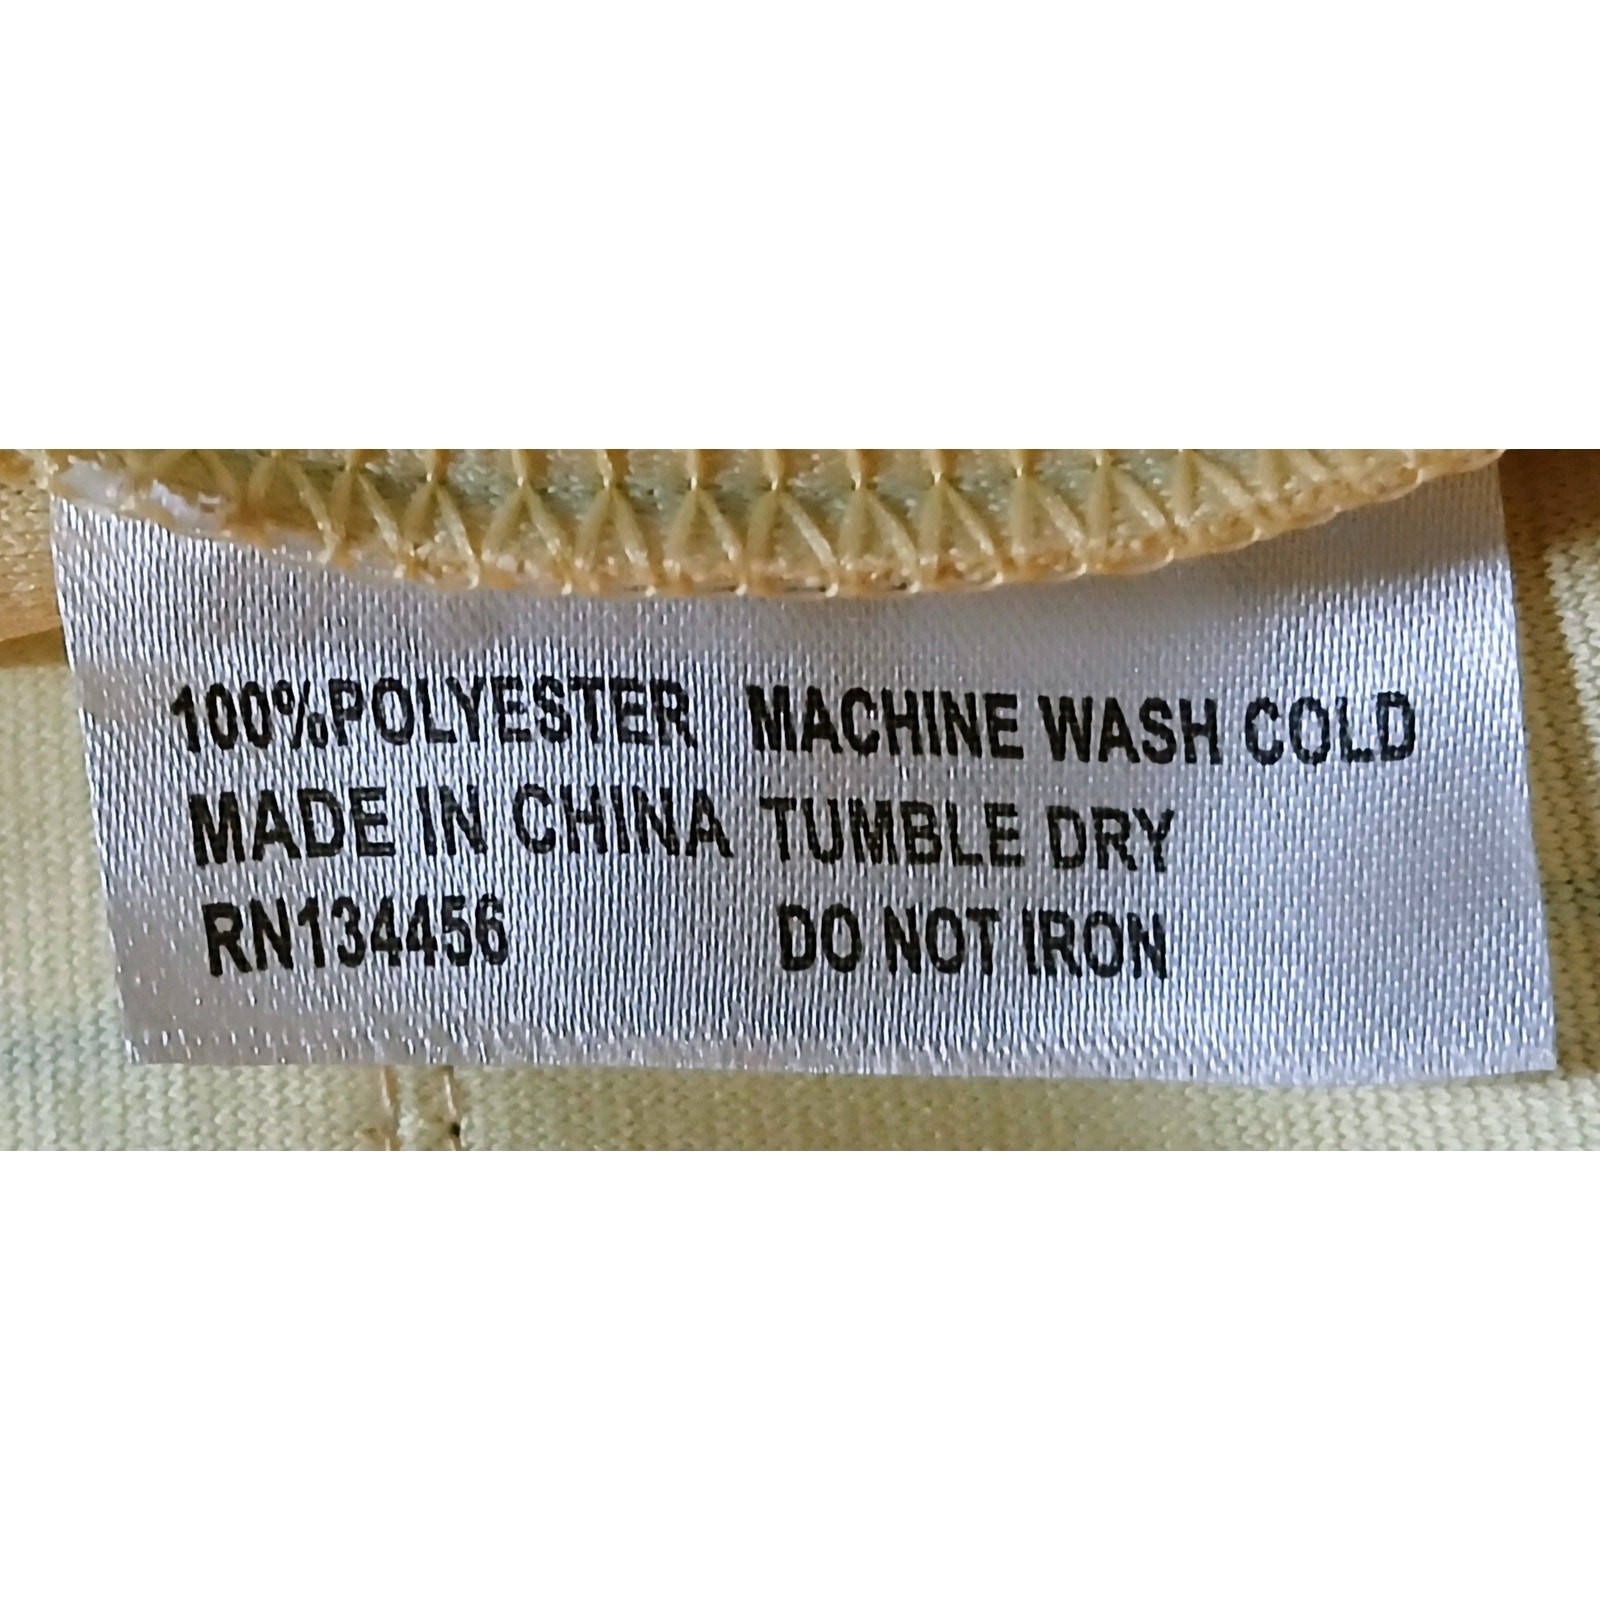 100%POLYESTER
MADE IN CHINA
RN134456
MACHINE WASH COLD
TUMBLE DRY
DO NOT IRON